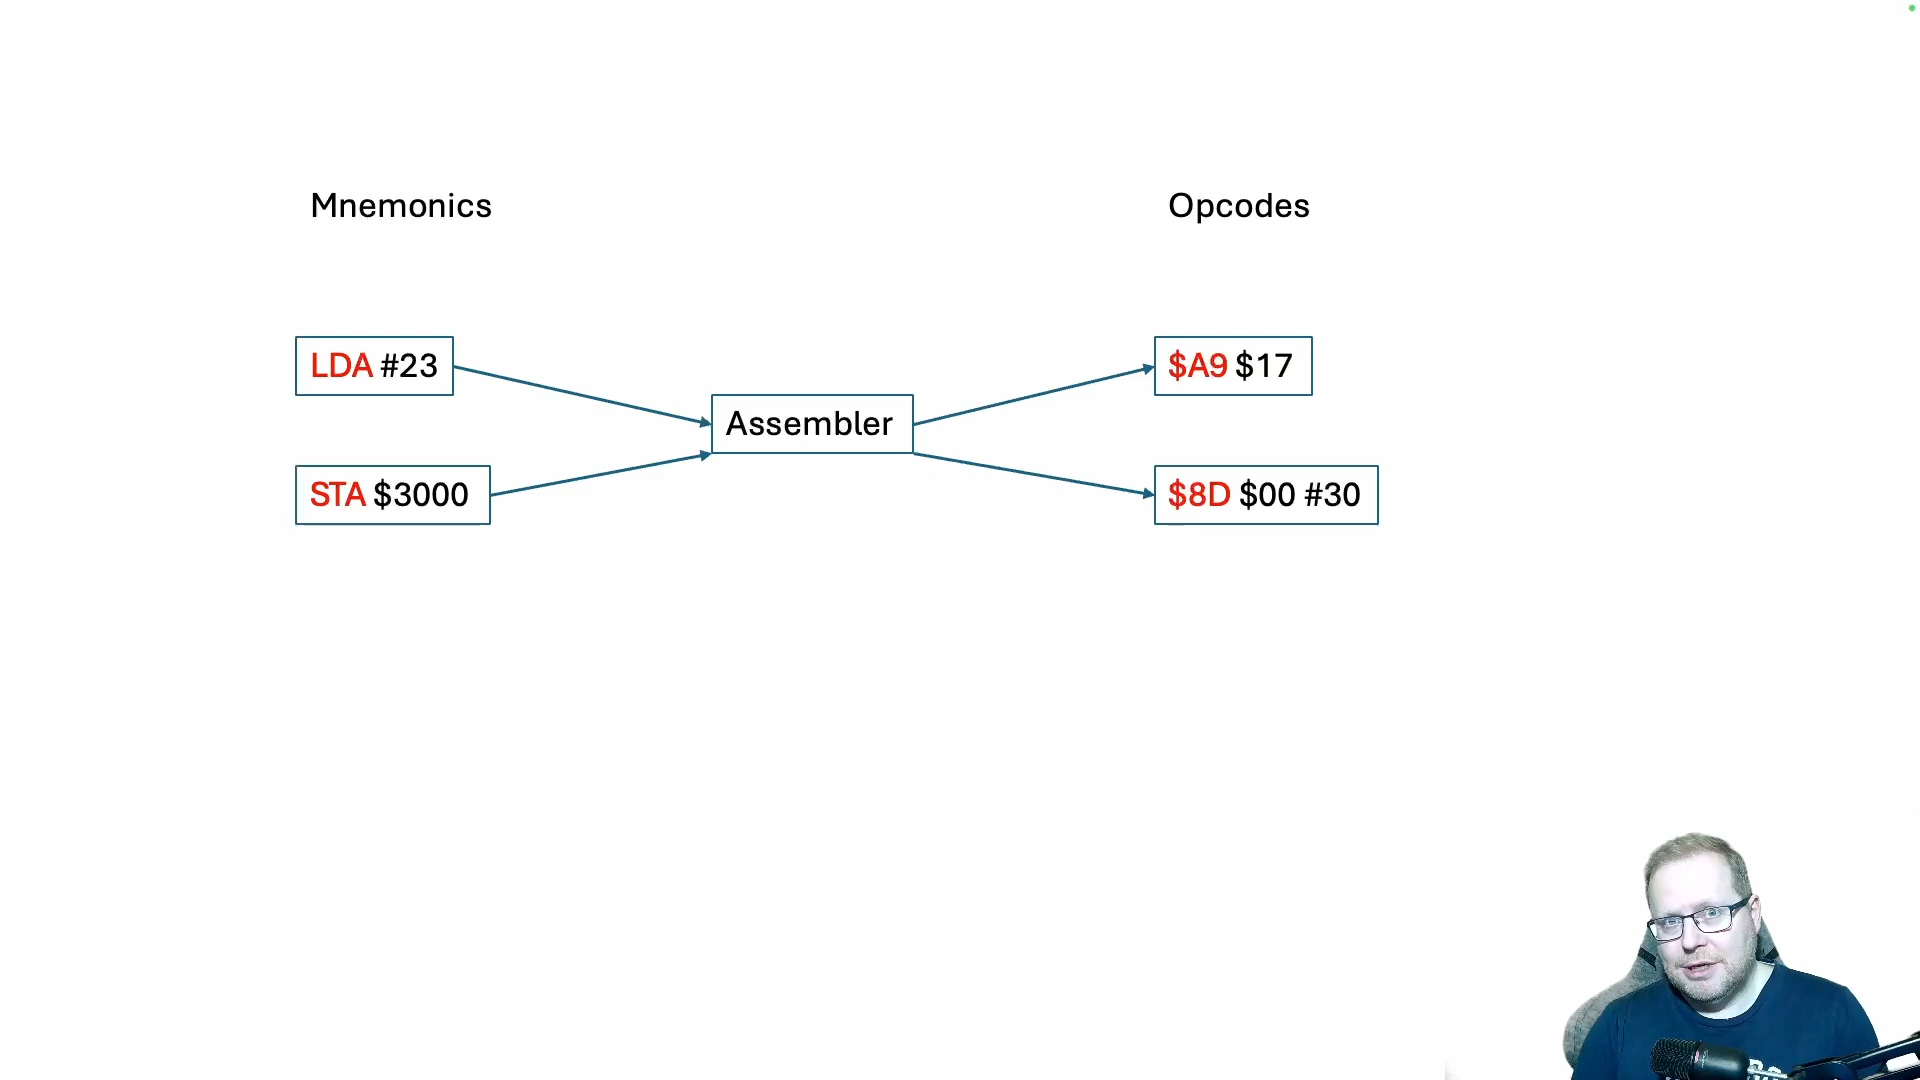 Mnemonics
Opcodes
LDA #23
$A9 $17
Assembler
STA $3000
$8D $00 #30